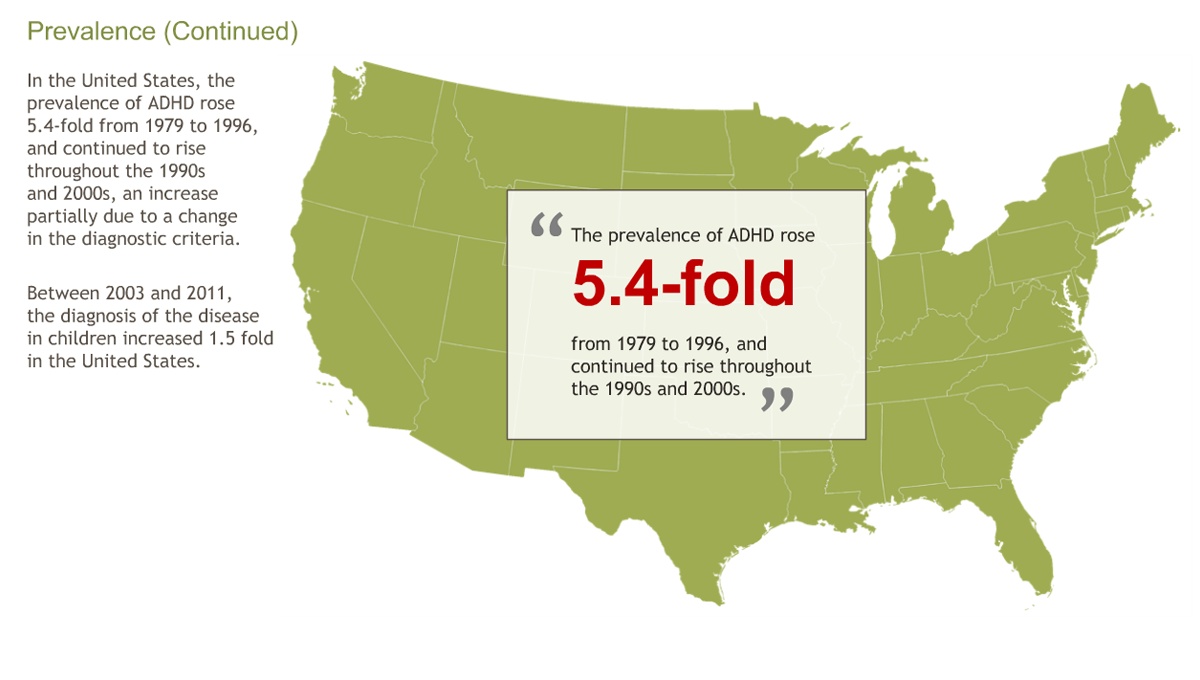 Prevalence (Continued)
In the United States, the
prevalence of ADHD rose
5.4-fold from 1979 to 1996,
and continued to rise
throughout the 1990s
and 2000s, an increase
partially due to a change
in the diagnostic criteria.
Between 2003 and 2011,
the diagnosis of the disease
in children increased 1.5 fold
in the United States.
“ The prevalence of ADHD rose
5.4-fold
from 1979 to 1996, and
continued to rise throughout
the 1990s and 2000s. ”